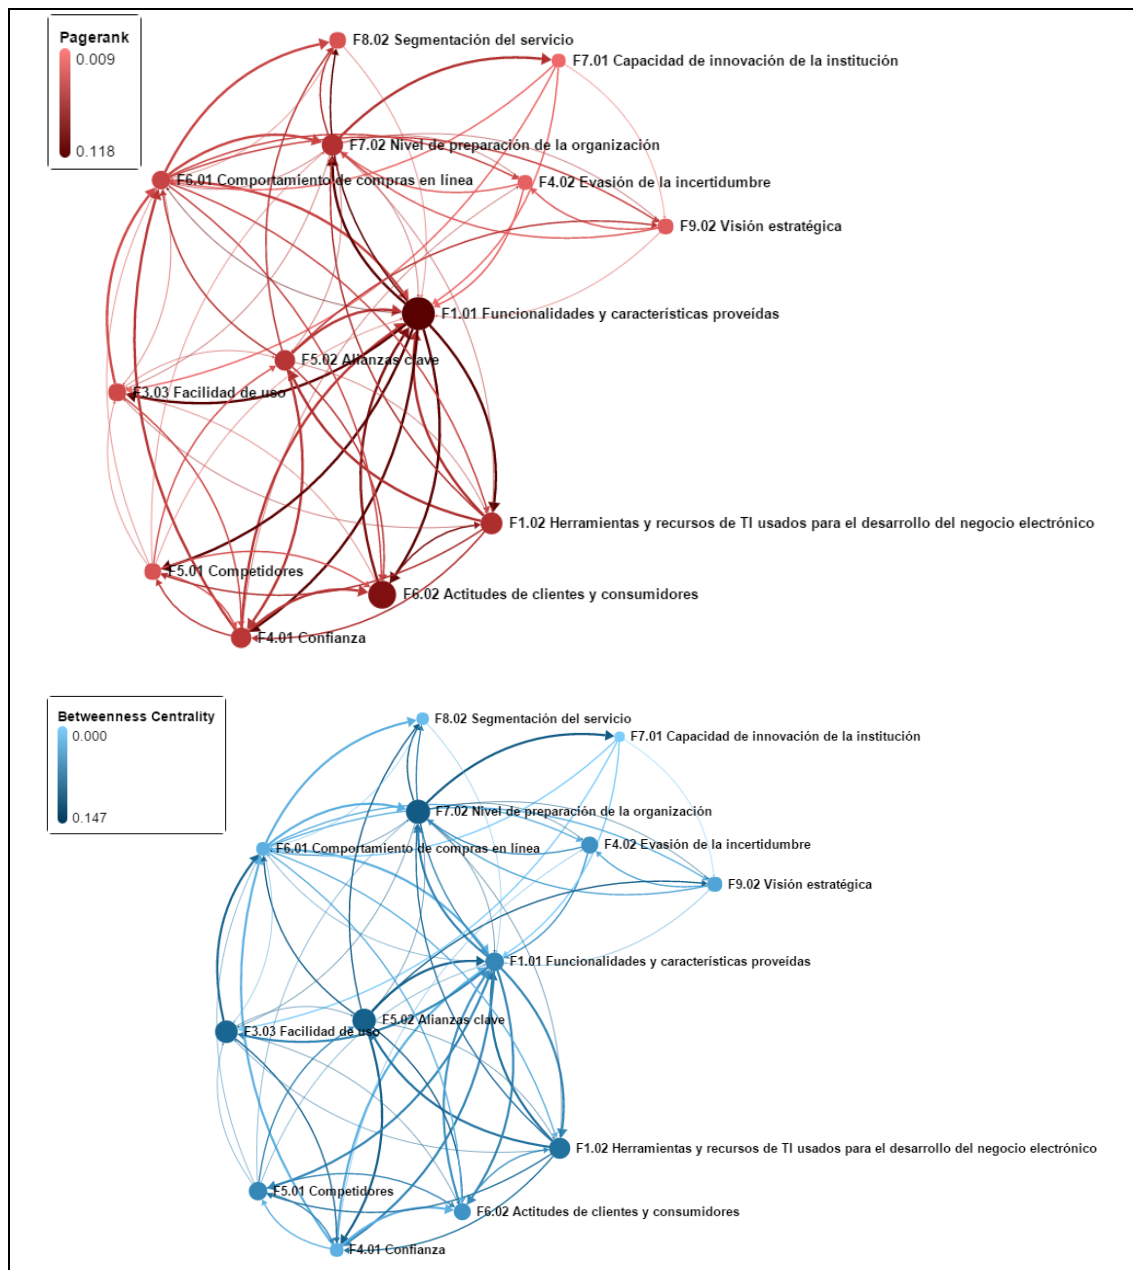 Pagerank
0.009
0.118
F8.02 Segmentación del servicio
F7.01 Capacidad de innovación de la institución
F7.02 Nivel de preparación de la organización
F6.01 Comportamiento de compras en línea
F4.02 Evasión de la incertidumbre
F9.02 Visión estratégica
F1.01 Funcionalidades y características proveídas
F5.02 Alianzas clave
F3.03 Facilidad de uso
F1.02 Herramientas y recursos de TI usados para el desarrollo del negocio electrónico
F5.01 Competidores
F6.02 Actitudes de clientes y consumidores
F4.01 Confianza
Betweenness Centrality
0.000
0.147
F8.02 Segmentación del servicio
F7.01 Capacidad de innovación de la institución
F7.02 Nivel de preparación de la organización
F6.01 Comportamiento de compras en línea
F4.02 Evasión de la incertidumbre
F9.02 Visión estratégica
F1.01 Funcionalidades y características proveídas
F5.02 Alianzas clave
F3.03 Facilidad de uso
F1.02 Herramientas y recursos de TI usados para el desarrollo del negocio electrónico
F5.01 Competidores
F6.02 Actitudes de clientes y consumidores
F4.01 Confianza